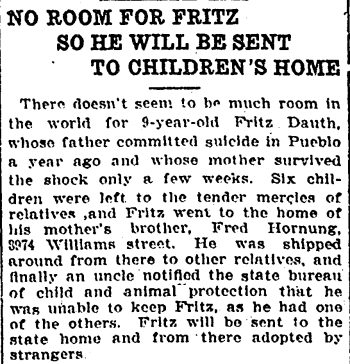 NO ROOM FOR FRITZ
SO HE WILL BE SENT
TO CHILDREN'S HOME
There doesn't seem to be much room in
the world for 9-year-old Fritz Dauth,
whose father committed suicide in Pueblo
a year ago and whose mother survived
the shock only a few weeks. Six chil-
dren were left to the tender mercies of
relatives ,and Fritz went to the home of
his mother's brother, Fred Hornung,
3974 Williams street. He was shipped
around from there to other relatives, and
finally an uncle notified the state bureau
of child and animal protection that he
was unable to keep Fritz, as he had one
of the others. Fritz will be sent to the
state home and from there adopted by
strangers